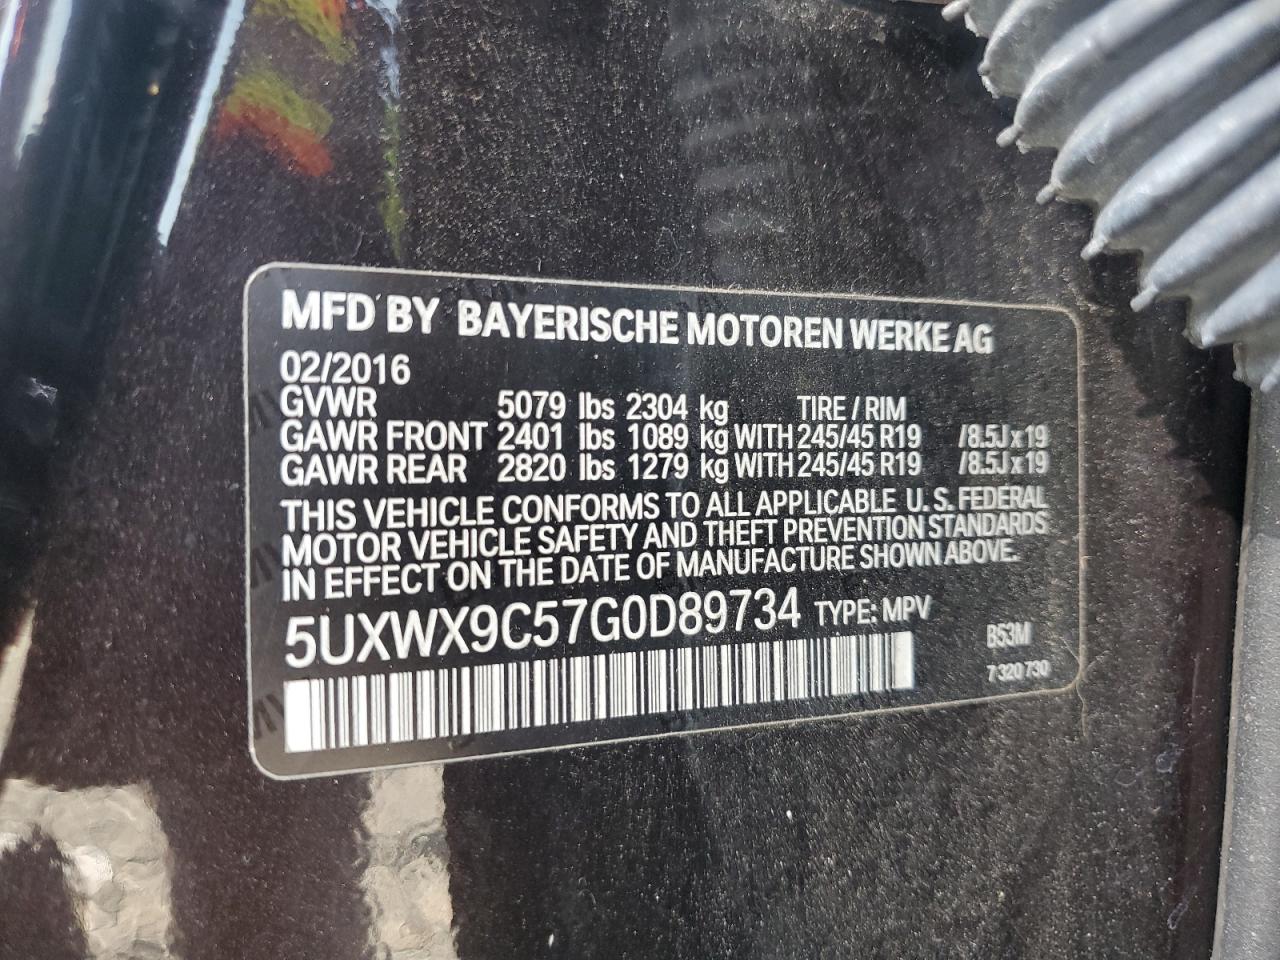 MFD BY BAYERISCHE MOTOREN WERKE AG
02/2016
GVWR 5079 lbs 2304 kg TIRE / RIM
GAWR FRONT 2401 lbs 1089 kg WITH 245/45 R19 /8.5J x 19
GAWR REAR 2820 lbs 1279 kg WITH 245/45 R19 /8.5J x 19
THIS VEHICLE CONFORMS TO ALL APPLICABLE U.S. FEDERAL
MOTOR VEHICLE SAFETY AND THEFT PREVENTION STANDARDS
IN EFFECT ON THE DATE OF MANUFACTURE SHOWN ABOVE.
5UXWX9C57G0D89734 TYPE: MPV
B53M
7 320 730